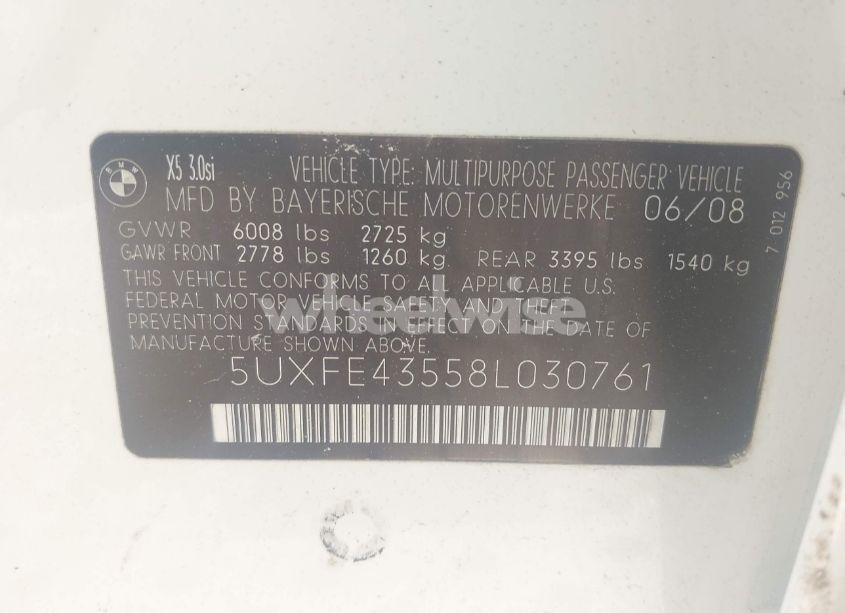 BMW
X5 3.0si VEHICLE TYPE: MULTIPURPOSE PASSENGER VEHICLE
MFD BY BAYERISCHE MOTORENWERKE 06/08
GVWR 6008 lbs 2725 kg
GAWR FRONT 2778 lbs 1260 kg REAR 3395 lbs 1540 kg
THIS VEHICLE CONFORMS TO ALL APPLICABLE U.S.
FEDERAL MOTOR VEHICLE SAFETY AND THEFT
PREVENTION STANDARDS IN EFFECT ON THE DATE OF
MANUFACTURE SHOWN ABOVE.
5UXFE43558L030761
7 012 956
wheelwise